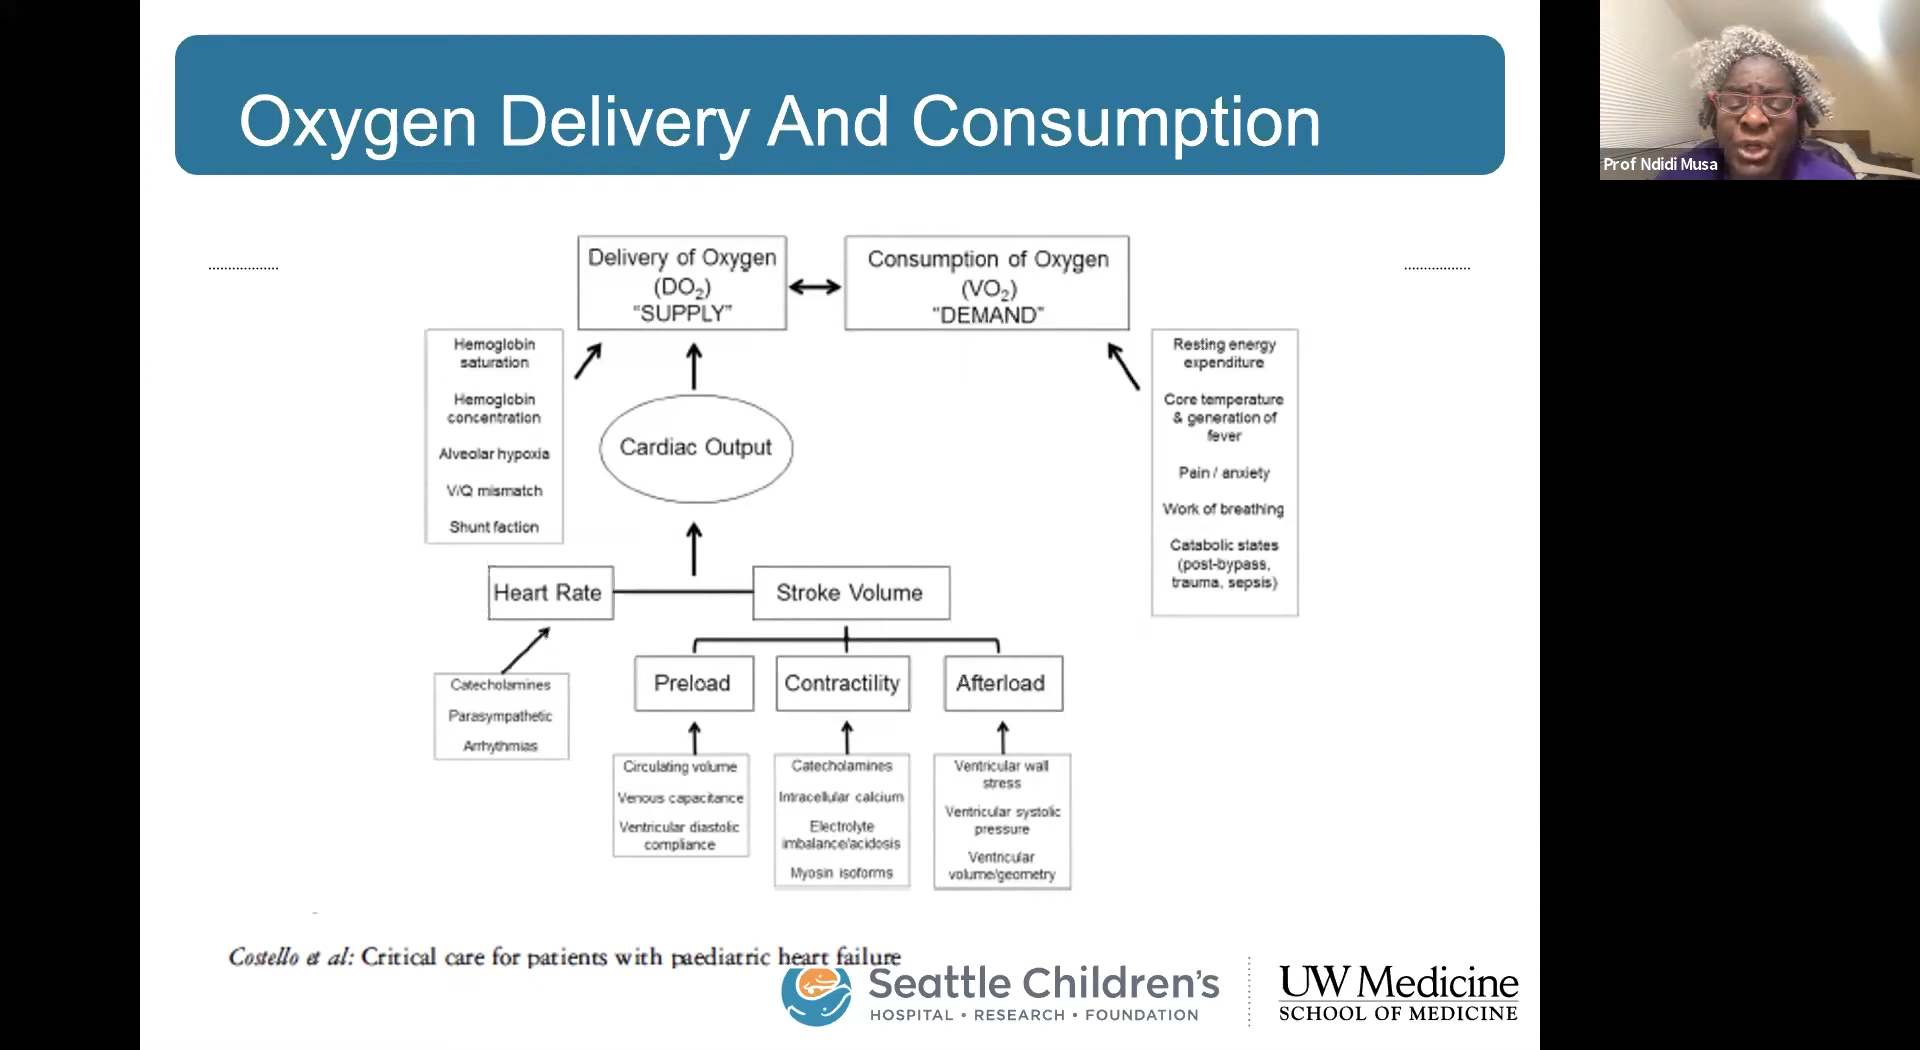 Oxygen Delivery And Consumption
Prof Ndidi Musa
Delivery of Oxygen
(DO2)
"SUPPLY"
Consumption of Oxygen
(VO2)
"DEMAND"
Hemoglobin
saturation
Hemoglobin
concentration
Alveolar hypoxia
V/Q mismatch
Shunt faction
Cardiac Output
Resting energy
expenditure
Core temperature
& generation of
fever
Pain / anxiety
Work of breathing
Catabolic states
(post-bypass,
trauma, sepsis)
Heart Rate
Stroke Volume
Catecholamines
Parasympathetic
Arrhythmias
Preload
Contractility
Afterload
Circulating volume
Venous capacitance
Ventricular diastolic
compliance
Catecholamines
Intracellular calcium
Electrolyte
imbalance/acidosis
Myosin isoforms
Ventricular wall
stress
Ventricular systolic
pressure
Ventricular
volume/geometry
Costello et al: Critical care for patients with paediatric heart failure
Seattle Children's
HOSPITAL • RESEARCH • FOUNDATION
UW Medicine
SCHOOL OF MEDICINE